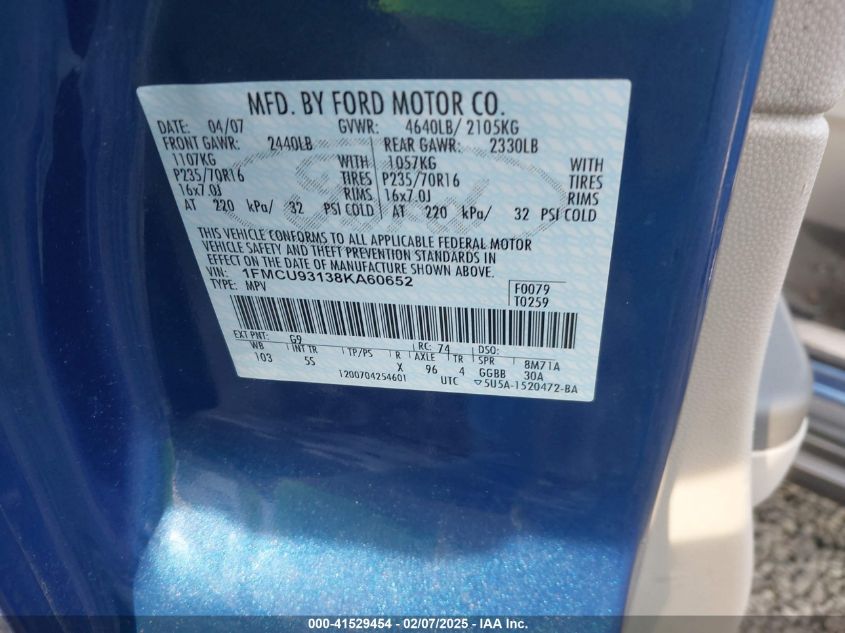 MFD. BY FORD MOTOR CO.
DATE: 04/07 GVWR: 4640LB/ 2105KG
FRONT GAWR: 2440LB REAR GAWR: 2330LB
1107KG WITH 1057KG WITH
P235/70R16 TIRES P235/70R16 TIRES
16x7.0J RIMS 16x7.0J RIMS
AT 220 kPa/ 32 PSI COLD AT 220 kPa/ 32 PSI COLD
THIS VEHICLE CONFORMS TO ALL APPLICABLE FEDERAL MOTOR
VEHICLE SAFETY AND THEFT PREVENTION STANDARDS IN
EFFECT ON THE DATE OF MANUFACTURE SHOWN ABOVE.
VIN: 1FMCU93138KA60652 F0079
TYPE: MPV T0259
EXT PNT: G9 RC: 74 DSO:
WB INT TR TP/PS R AXLE TR SPR 8M71A
103 5S X 96 4 GGBB 30A
1200704254601 UTC ▽5U5A-1520472-BA
Ford
000-41529454 - 02/07/2025 - © IAA Inc.